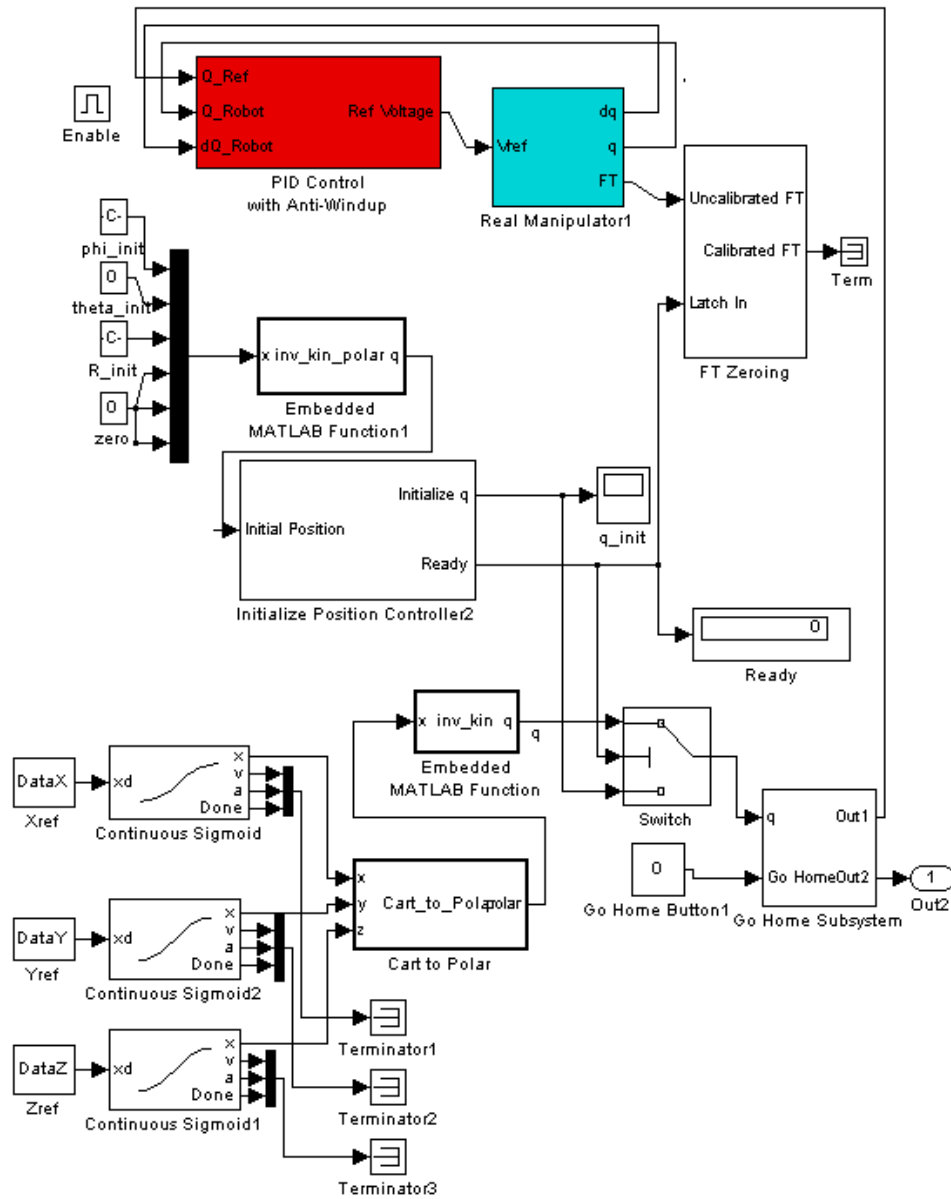 Q_Ref
Q_Robot
dQ_Robot
Ref Voltage
PID Control
with Anti-Windup
Enable
Vref
dq
q
FT
Real Manipulator1
Uncalibrated FT
Calibrated FT
Latch In
FT Zeroing
Term
-C-
phi_init
0
theta_init
-C-
R_init
0
zero
x inv_kin_polar q
Embedded
MATLAB Function1
Initial Position
Initialize q
Ready
Initialize Position Controller2
q_init
0
Ready
x inv_kin q
q
Embedded
MATLAB Function
Switch
DataX
Xref
xd
x
v
a
Done
Continuous Sigmoid
DataY
Yref
xd
x
v
a
Done
Continuous Sigmoid2
DataZ
Zref
xd
x
v
a
Done
Continuous Sigmoid1
x
y
z
Cart_to_Polar
polar
Cart to Polar
0
Go Home Button1
q
Out1
Go Home
Out2
Go Home Subsystem
1
Out2
Terminator1
Terminator2
Terminator3